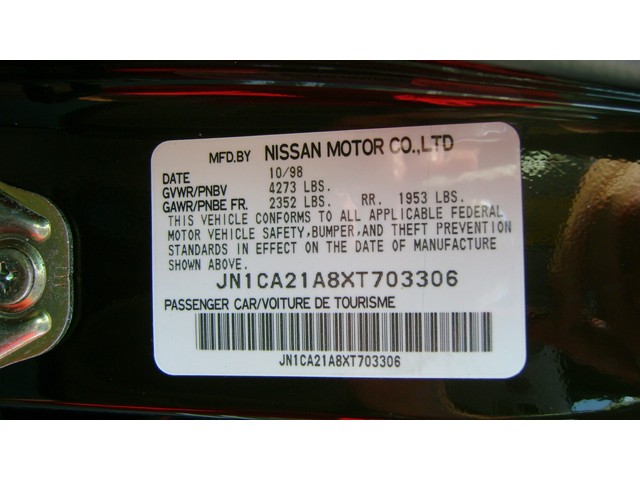 MFD.BY NISSAN MOTOR CO.,LTD
DATE 10/98
GVWR/PNBV 4273 LBS.
GAWR/PNBE FR. 2352 LBS. RR. 1953 LBS.
THIS VEHICLE CONFORMS TO ALL APPLICABLE FEDERAL
MOTOR VEHICLE SAFETY,BUMPER,AND THEFT PREVENTION
STANDARDS IN EFFECT ON THE DATE OF MANUFACTURE
SHOWN ABOVE.
JN1CA21A8XT703306
PASSENGER CAR/VOITURE DE TOURISME
JN1CA21A8XT703306